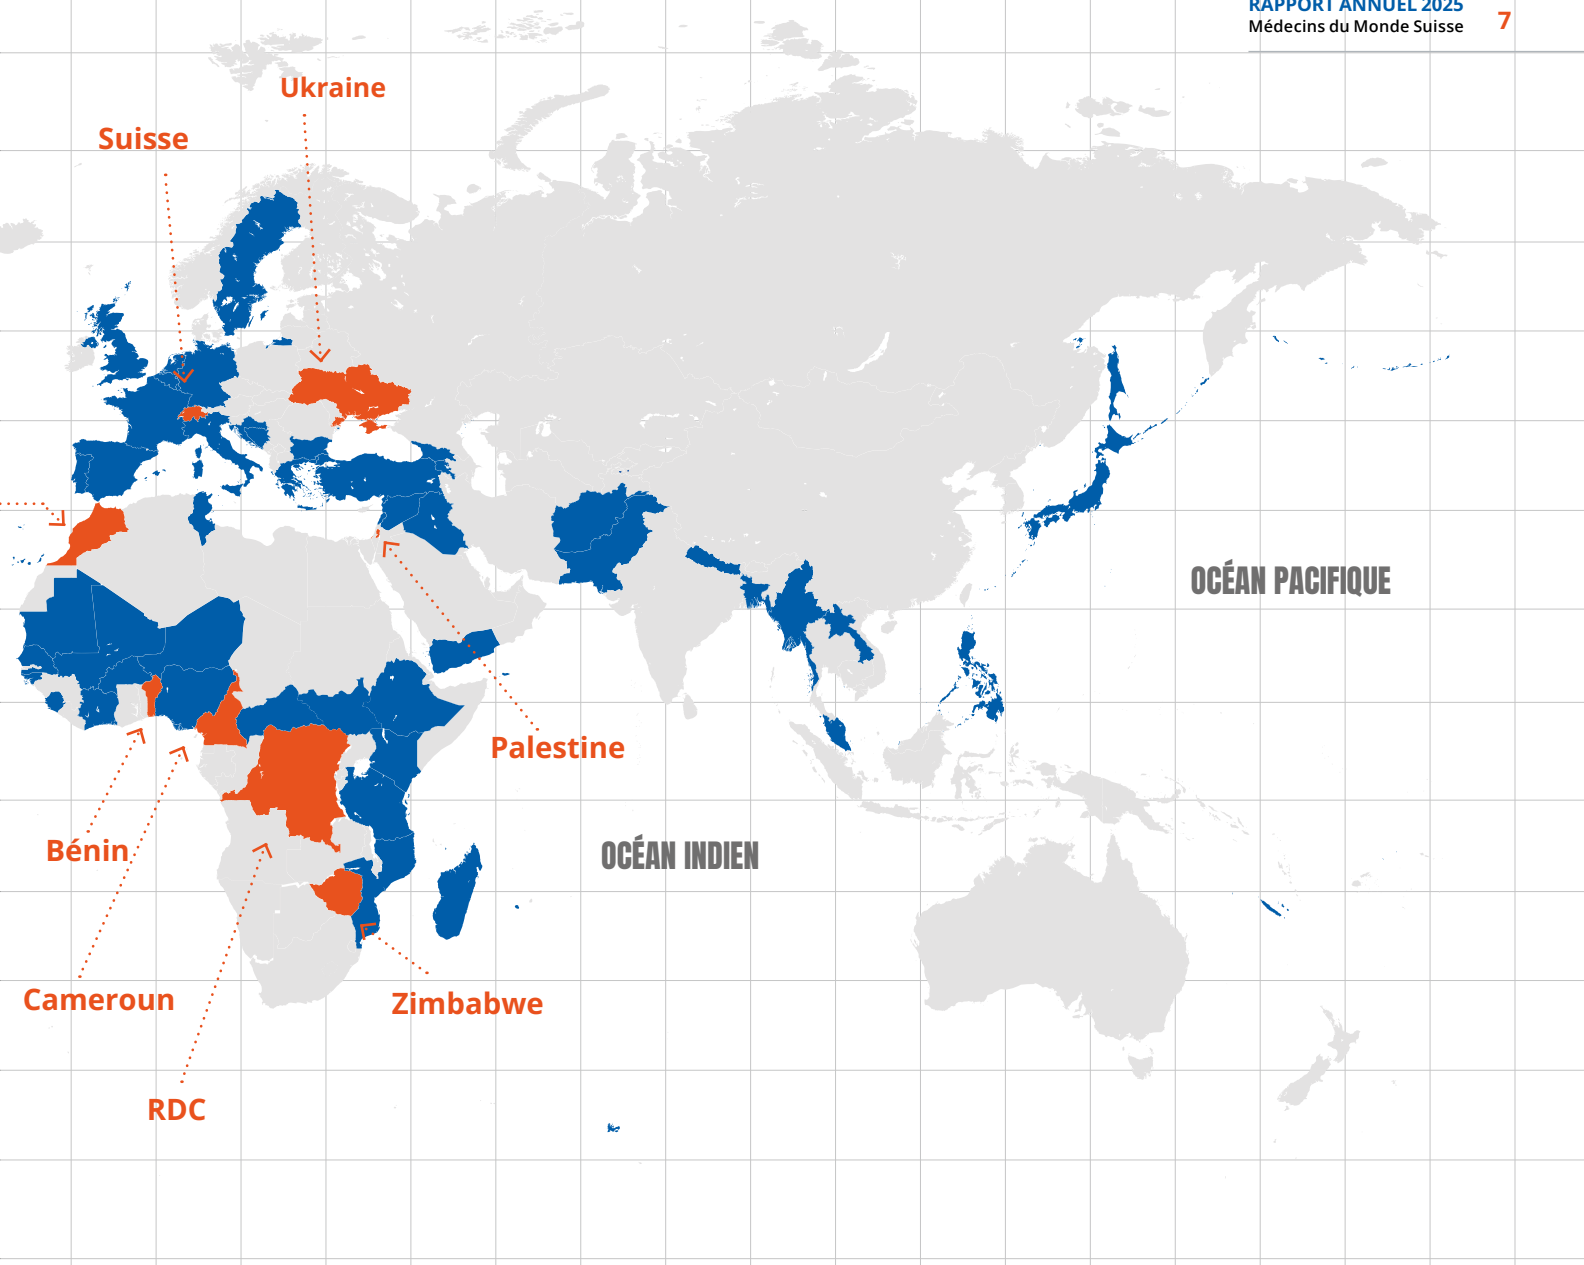 RAPPORT ANNUEL 2025
Médecins du Monde Suisse
7
Ukraine
Suisse
OCÉAN PACIFIQUE
Palestine
Bénin
OCÉAN INDIEN
Cameroun
Zimbabwe
RDC